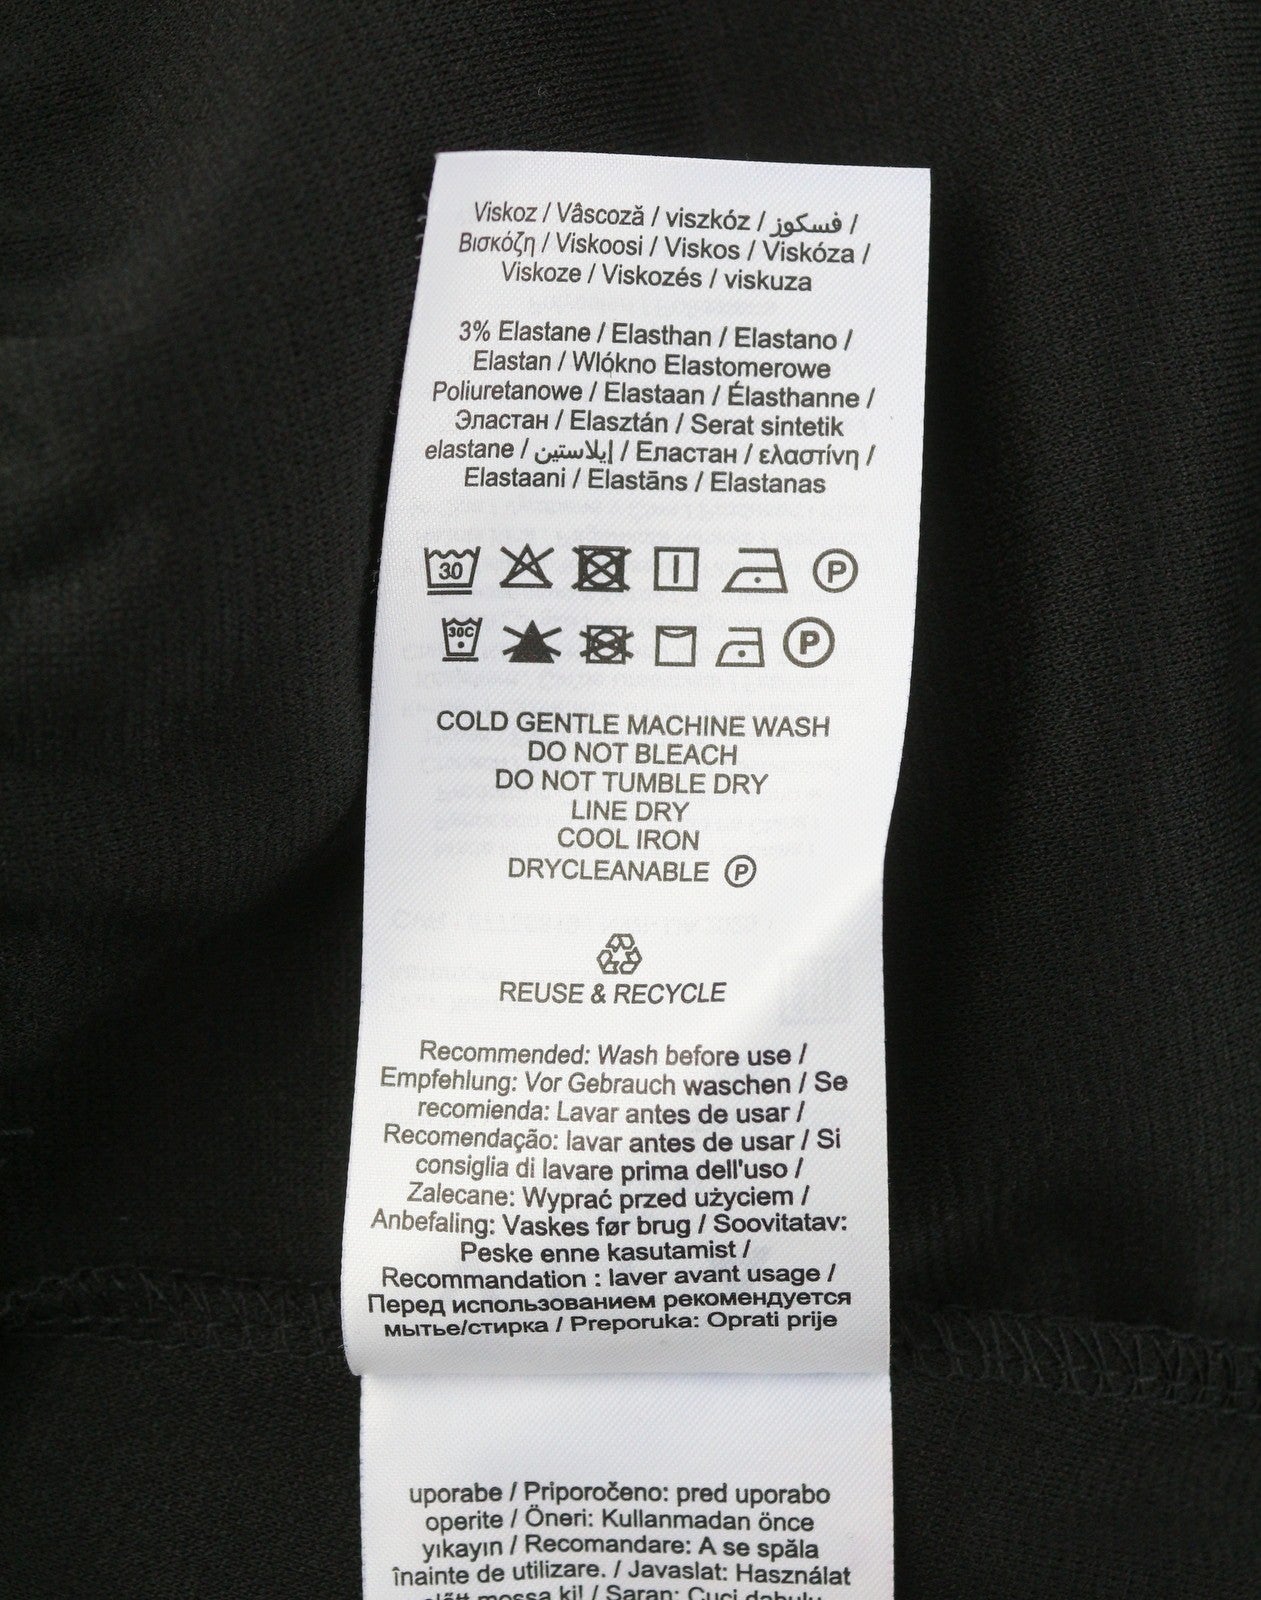 Viskoz / Vâscoză / viszkóz / فسكوز /
Βισκόζη / Viskoosi / Viskos / Viskóza /
Viskoze / Viskozés / viskuza
3% Elastane / Elasthan / Elastano /
Elastan / Wlókno Elastomerowe
Poliuretanowe / Elastaan / Élasthanne /
Эластан / Elasztán / Serat sintetik
elastane / إيلاستين / Еластан / ελαστίνη /
Elastaani / Elastāns / Elastanas
30 P
30C P
COLD GENTLE MACHINE WASH
DO NOT BLEACH
DO NOT TUMBLE DRY
LINE DRY
COOL IRON
DRYCLEANABLE P
REUSE & RECYCLE
Recommended: Wash before use /
Empfehlung: Vor Gebrauch waschen / Se
recomienda: Lavar antes de usar /
Recomendação: lavar antes de usar / Si
consiglia di lavare prima dell'uso /
Zalecane: Wyprać przed użyciem /
Anbefaling: Vaskes før brug / Soovitatav:
Peske enne kasutamist /
Recommandation : laver avant usage /
Перед использованием рекомендуется
мытье/стирка / Preporuka: Oprati prije
uporabe / Priporočeno: pred uporabo
operite / Öneri: Kullanmadan önce
yıkayın / Recomandare: A se spăla
înainte de utilizare. / Javaslat: Használat
mossa ki! / Saran: Cuci dahulu